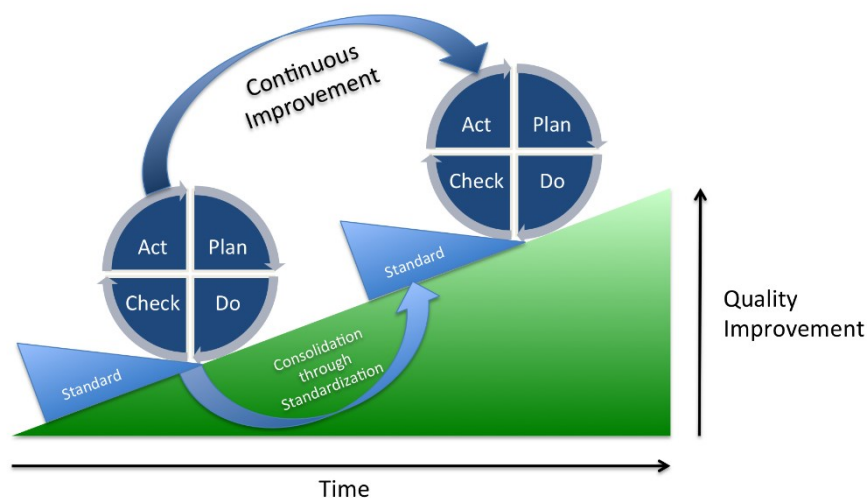 Continuous
Improvement
Act
Plan
Check
Do
Act
Plan
Check
Do
Standard
Standard
Consolidation
through
Standardization
Quality
Improvement
Time